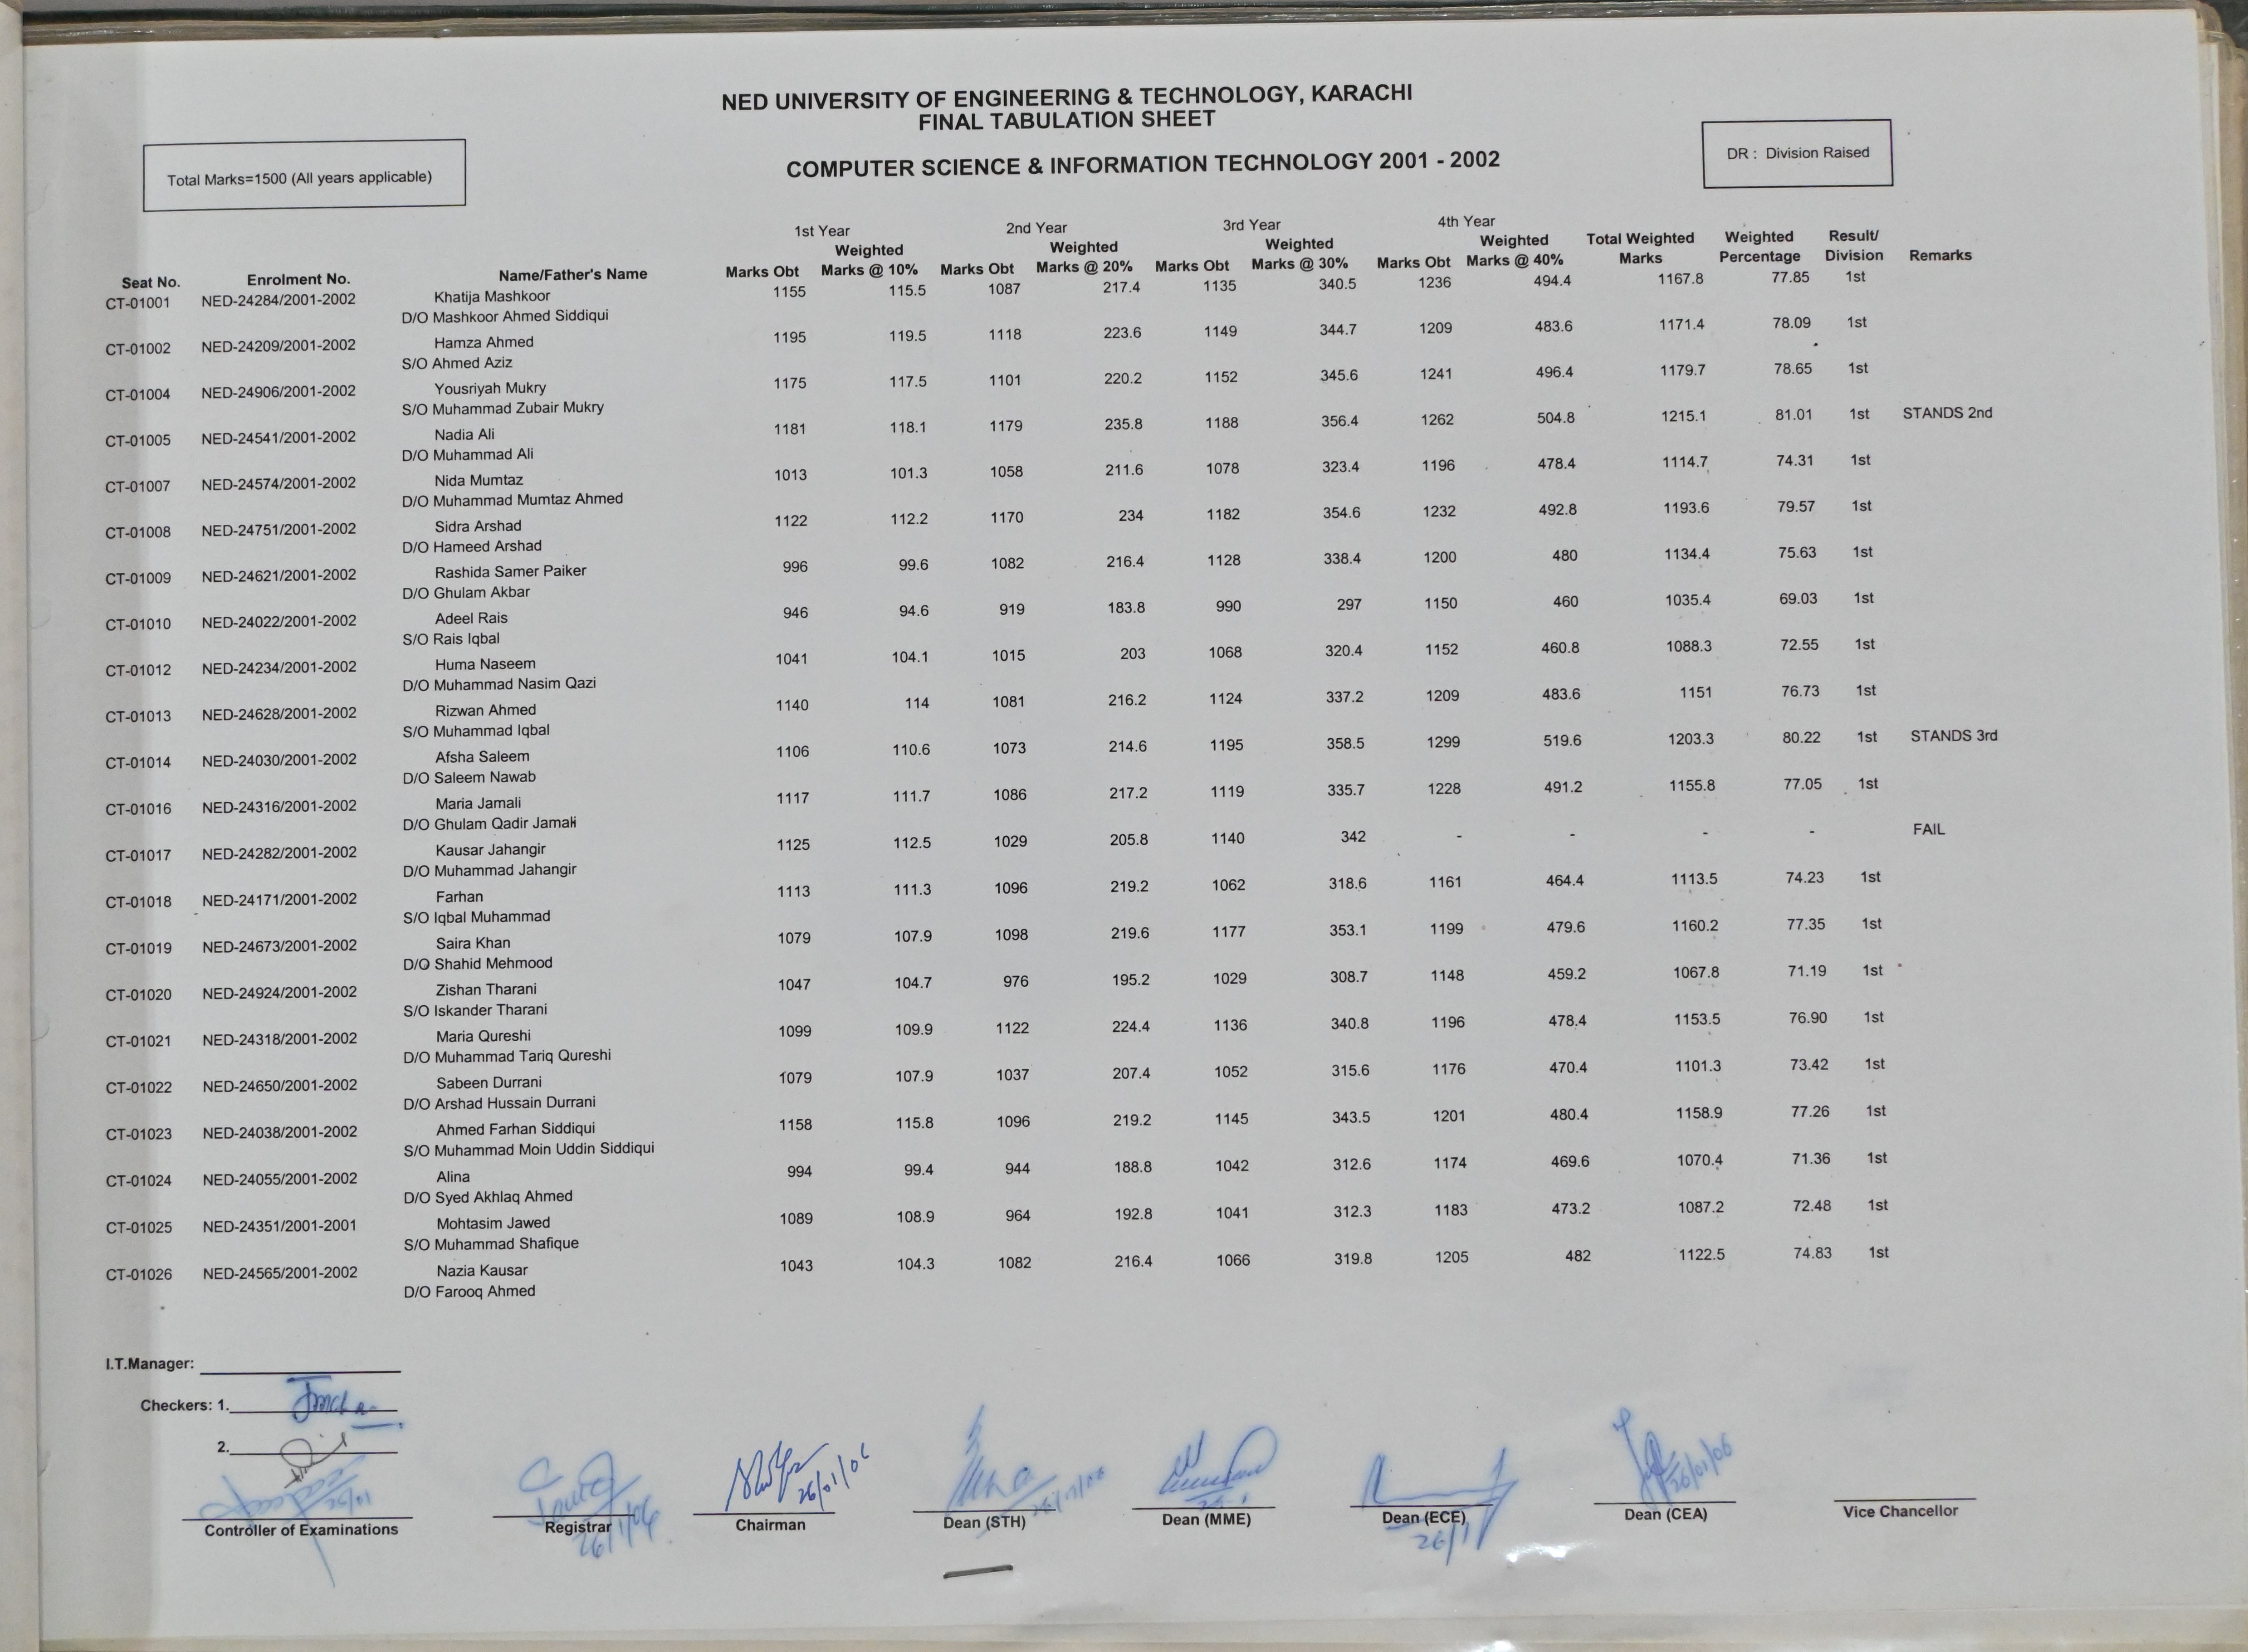 NED UNIVERSITY OF ENGINEERING & TECHNOLOGY, KARACHI
FINAL TABULATION SHEET
Total Marks=1500 (All years applicable)
COMPUTER SCIENCE & INFORMATION TECHNOLOGY 2001 - 2002
DR : Division Raised
1st Year 2nd Year 3rd Year 4th Year
Weighted Weighted Weighted Weighted Total Weighted Weighted Result/
Seat No. Enrolment No. Name/Father's Name Marks Obt Marks @ 10% Marks Obt Marks @ 20% Marks Obt Marks @ 30% Marks Obt Marks @ 40% Marks Percentage Division Remarks
CT-01001 NED-24284/2001-2002 Khatija Mashkoor 1155 115.5 1087 217.4 1135 340.5 1236 494.4 1167.8 77.85 1st
D/O Mashkoor Ahmed Siddiqui
CT-01002 NED-24209/2001-2002 Hamza Ahmed 1195 119.5 1118 223.6 1149 344.7 1209 483.6 1171.4 78.09 1st
S/O Ahmed Aziz
CT-01004 NED-24906/2001-2002 Yousriyah Mukry 1175 117.5 1101 220.2 1152 345.6 1241 496.4 1179.7 78.65 1st
S/O Muhammad Zubair Mukry
CT-01005 NED-24541/2001-2002 Nadia Ali 1181 118.1 1179 235.8 1188 356.4 1262 504.8 1215.1 81.01 1st STANDS 2nd
D/O Muhammad Ali
CT-01007 NED-24574/2001-2002 Nida Mumtaz 1013 101.3 1058 211.6 1078 323.4 1196 478.4 1114.7 74.31 1st
D/O Muhammad Mumtaz Ahmed
CT-01008 NED-24751/2001-2002 Sidra Arshad 1122 112.2 1170 234 1182 354.6 1232 492.8 1193.6 79.57 1st
D/O Hameed Arshad
CT-01009 NED-24621/2001-2002 Rashida Samer Paiker 996 99.6 1082 216.4 1128 338.4 1200 480 1134.4 75.63 1st
D/O Ghulam Akbar
CT-01010 NED-24022/2001-2002 Adeel Rais 946 94.6 919 183.8 990 297 1150 460 1035.4 69.03 1st
S/O Rais Iqbal
CT-01012 NED-24234/2001-2002 Huma Naseem 1041 104.1 1015 203 1068 320.4 1152 460.8 1088.3 72.55 1st
D/O Muhammad Nasim Qazi
CT-01013 NED-24628/2001-2002 Rizwan Ahmed 1140 114 1081 216.2 1124 337.2 1209 483.6 1151 76.73 1st
S/O Muhammad Iqbal
CT-01014 NED-24030/2001-2002 Afsha Saleem 1106 110.6 1073 214.6 1195 358.5 1299 519.6 1203.3 80.22 1st STANDS 3rd
D/O Saleem Nawab
CT-01016 NED-24316/2001-2002 Maria Jamali 1117 111.7 1086 217.2 1119 335.7 1228 491.2 1155.8 77.05 1st
D/O Ghulam Qadir Jamali
CT-01017 NED-24282/2001-2002 Kausar Jahangir 1125 112.5 1029 205.8 1140 342 - - - - FAIL
D/O Muhammad Jahangir
CT-01018 NED-24171/2001-2002 Farhan 1113 111.3 1096 219.2 1062 318.6 1161 464.4 1113.5 74.23 1st
S/O Iqbal Muhammad
CT-01019 NED-24673/2001-2002 Saira Khan 1079 107.9 1098 219.6 1177 353.1 1199 479.6 1160.2 77.35 1st
D/O Shahid Mehmood
CT-01020 NED-24924/2001-2002 Zishan Tharani 1047 104.7 976 195.2 1029 308.7 1148 459.2 1067.8 71.19 1st
S/O Iskander Tharani
CT-01021 NED-24318/2001-2002 Maria Qureshi 1099 109.9 1122 224.4 1136 340.8 1196 478.4 1153.5 76.90 1st
D/O Muhammad Tariq Qureshi
CT-01022 NED-24650/2001-2002 Sabeen Durrani 1079 107.9 1037 207.4 1052 315.6 1176 470.4 1101.3 73.42 1st
D/O Arshad Hussain Durrani
CT-01023 NED-24038/2001-2002 Ahmed Farhan Siddiqui 1158 115.8 1096 219.2 1145 343.5 1201 480.4 1158.9 77.26 1st
S/O Muhammad Moin Uddin Siddiqui
CT-01024 NED-24055/2001-2002 Alina 994 99.4 944 188.8 1042 312.6 1174 469.6 1070.4 71.36 1st
D/O Syed Akhlaq Ahmed
CT-01025 NED-24351/2001-2001 Mohtasim Jawed 1089 108.9 964 192.8 1041 312.3 1183 473.2 1087.2 72.48 1st
S/O Muhammad Shafique
CT-01026 NED-24565/2001-2002 Nazia Kausar 1043 104.3 1082 216.4 1066 319.8 1205 482 1122.5 74.83 1st
D/O Farooq Ahmed
I.T.Manager:
Checkers: 1.
2.
26/01/06 26/01/06
Controller of Examinations Registrar Chairman Dean (STH) Dean (MME) Dean (ECE) Dean (CEA) Vice Chancellor
26/1/06 26/1